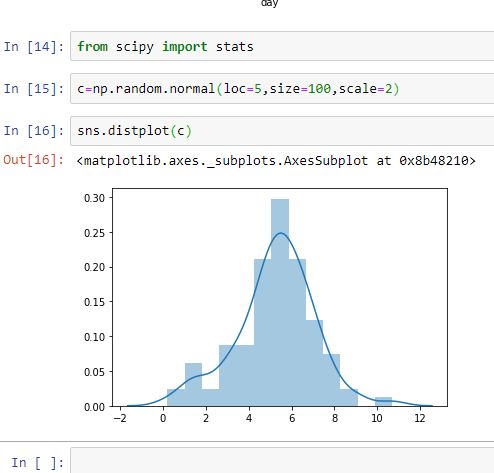 day
In [14]: from scipy import stats
In [15]: c=np.random.normal(loc=5,size=100,scale=2)
In [16]: sns.distplot(c)
Out[16]: <matplotlib.axes._subplots.AxesSubplot at 0x8b48210>
0.30
0.25
0.20
0.15
0.10
0.05
0.00
−2 0 2 4 6 8 10 12
In [ ]: